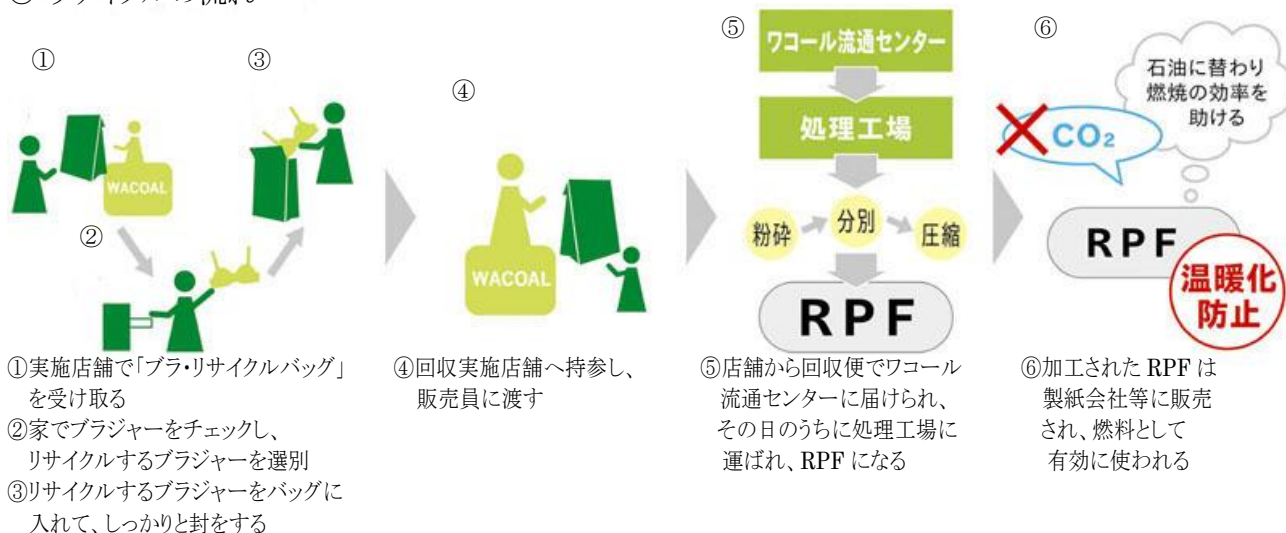 ①
③
WACOAL
②
④
WACOAL
⑤
ワコール流通センター
処理工場
粉砕
分別
圧縮
RPF
⑥
石油に替わり
燃焼の効率を
助ける
CO₂
RPF
温暖化
防止
①実施店舗で「ブラ・リサイクルバッグ」
を受け取る
②家でブラジャーをチェックし、
リサイクルするブラジャーを選別
③リサイクルするブラジャーをバッグに
入れて、しっかりと封をする
④回収実施店舗へ持参し、
販売員に渡す
⑤店舗から回収便でワコール
流通センターに届けられ、
その日のうちに処理工場に
運ばれ、RPF になる
⑥加工された RPF は
製紙会社等に販売
され、燃料として
有効に使われる